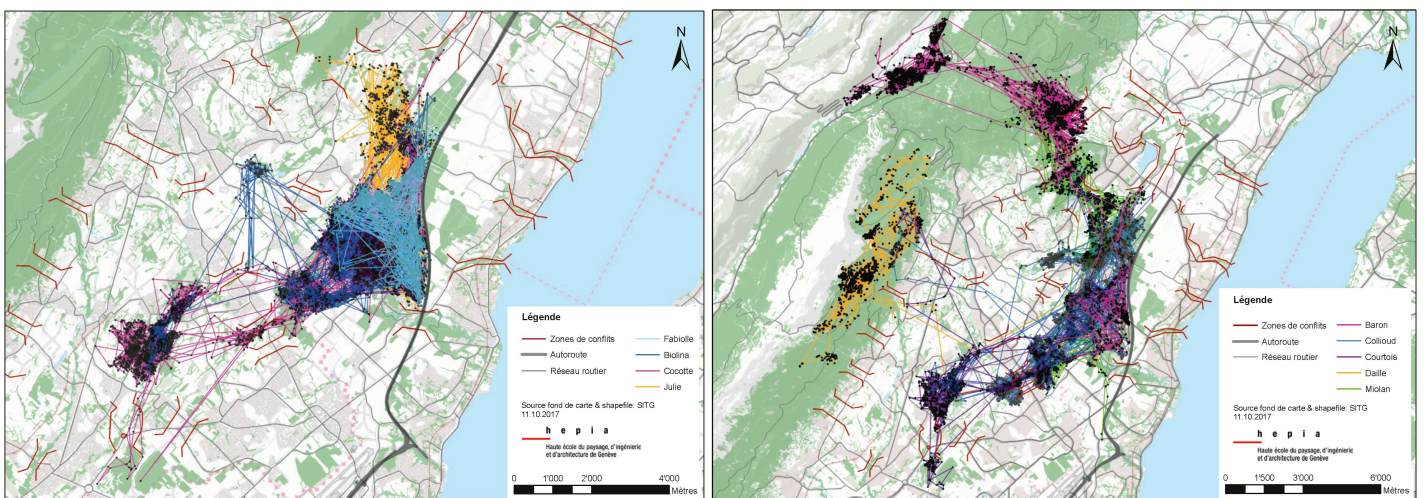 N
Légende
Zones de conflits
Autoroute
Réseau routier
Fabiolle
Biolina
Cocotte
Julie
Source fond de carte & shapefile: SITG
11.10.2017
h e p i a
Haute école du paysage, d'ingénierie
et d'architecture de Genève
0 1'000 2'000 4'000
Mètres
N
Légende
Zones de conflits
Autoroute
Réseau routier
Baron
Collioud
Courtois
Daille
Miolan
Source fond de carte & shapefile: SITG
11.10.2017
h e p i a
Haute école du paysage, d'ingénierie
et d'architecture de Genève
0 1'500 3'000 6'000
Mètres